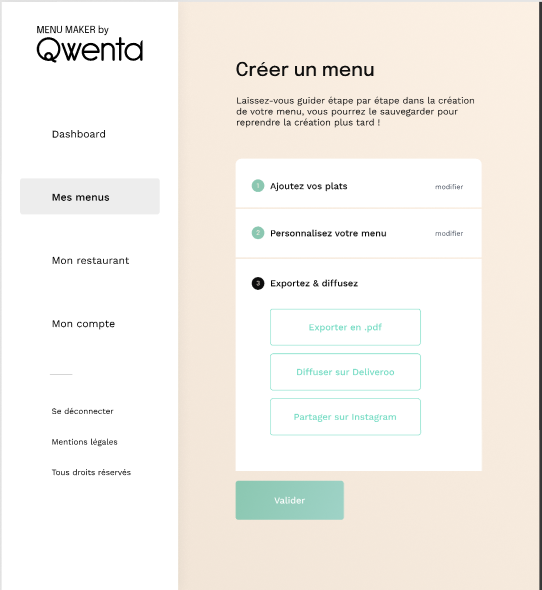 MENU MAKER by
Qwenta
Dashboard
Mes menus
Mon restaurant
Mon compte
Se déconnecter
Mentions légales
Tous droits réservés
Créer un menu
Laissez-vous guider étape par étape dans la création
de votre menu, vous pourrez le sauvegarder pour
reprendre la création plus tard !
1 Ajoutez vos plats modifier
2 Personnalisez votre menu modifier
3 Exportez & diffusez
Exporter en .pdf
Diffuser sur Deliveroo
Partager sur Instagram
Valider